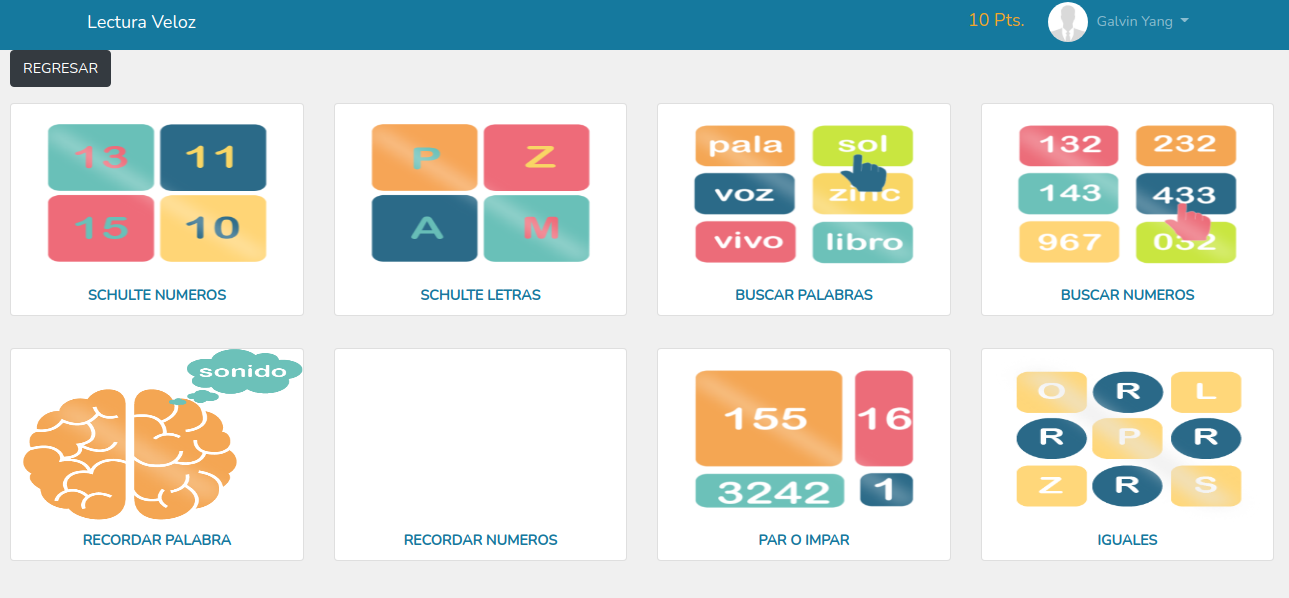 Lectura Veloz
10 Pts.
Galvin Yang
REGRESAR
13 11
15 10
SCHULTE NUMEROS
P Z
A M
SCHULTE LETRAS
pala sol
voz zinc
vivo libro
BUSCAR PALABRAS
132 232
143 433
967 032
BUSCAR NUMEROS
sonido
RECORDAR PALABRA
RECORDAR NUMEROS
155 16
3242 1
PAR O IMPAR
O R L
R P R
Z R S
IGUALES